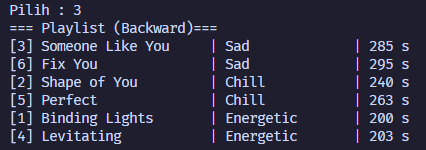 Pilih : 3
=== Playlist (Backward)===
[3] Someone Like You     | Sad             | 285 s
[6] Fix You              | Sad             | 295 s
[2] Shape of You         | Chill           | 240 s
[5] Perfect              | Chill           | 263 s
[1] Binding Lights       | Energetic       | 200 s
[4] Levitating           | Energetic       | 203 s